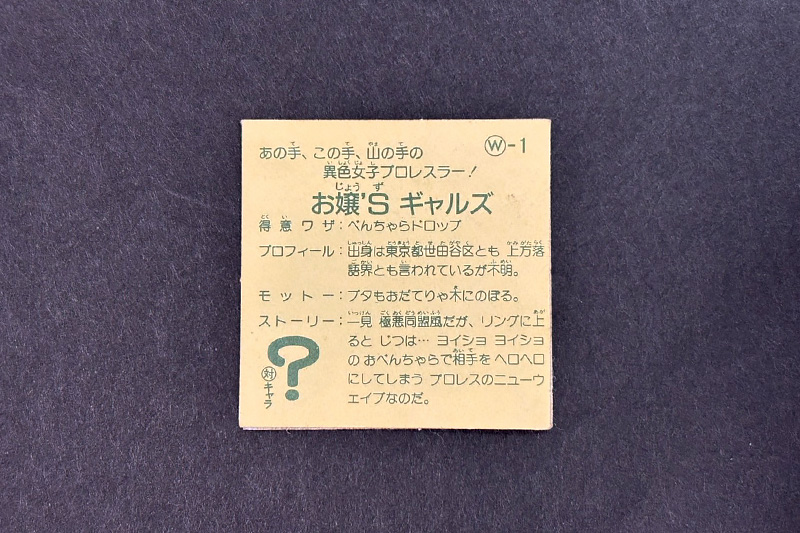 あの手、この手、山の手の
Ⓦ-1
異色女子プロレスラー!
お嬢'S ギャルズ
得意ワザ:べんちゃらドロップ
プロフィール:出身は東京都世田谷区とも 上方落
語界とも言われているが不明。
モットー:ブタもおだてりゃ木にのぼる。
ストーリー:一見 極悪同盟風だが、リングに上
ると じつは… ヨイショ ヨイショ
の おべんちゃらで相手を ヘロヘロ
にしてしまう プロレスのニューウ
ェイブなのだ。
?
対キャラ